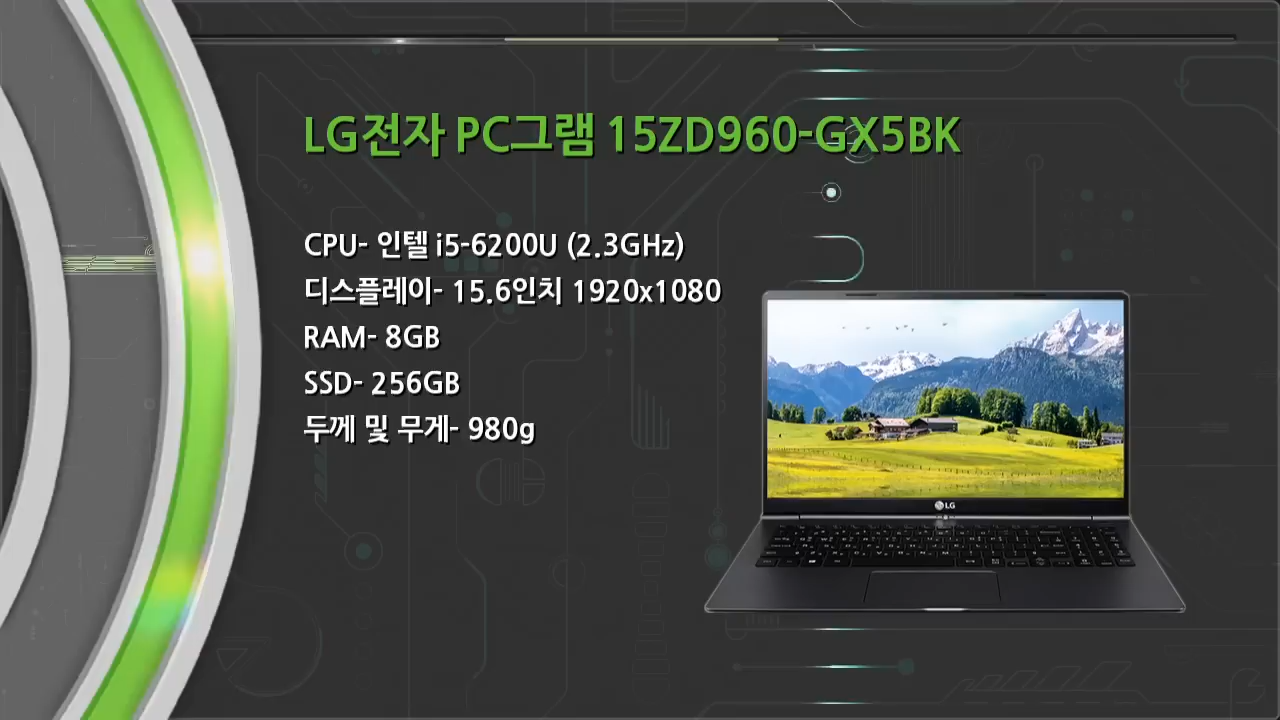 LG전자 PC그램 15ZD960-GX5BK
CPU- 인텔 i5-6200U (2.3GHz)
디스플레이- 15.6인치 1920x1080
RAM- 8GB
SSD- 256GB
두께 및 무게- 980g
LG